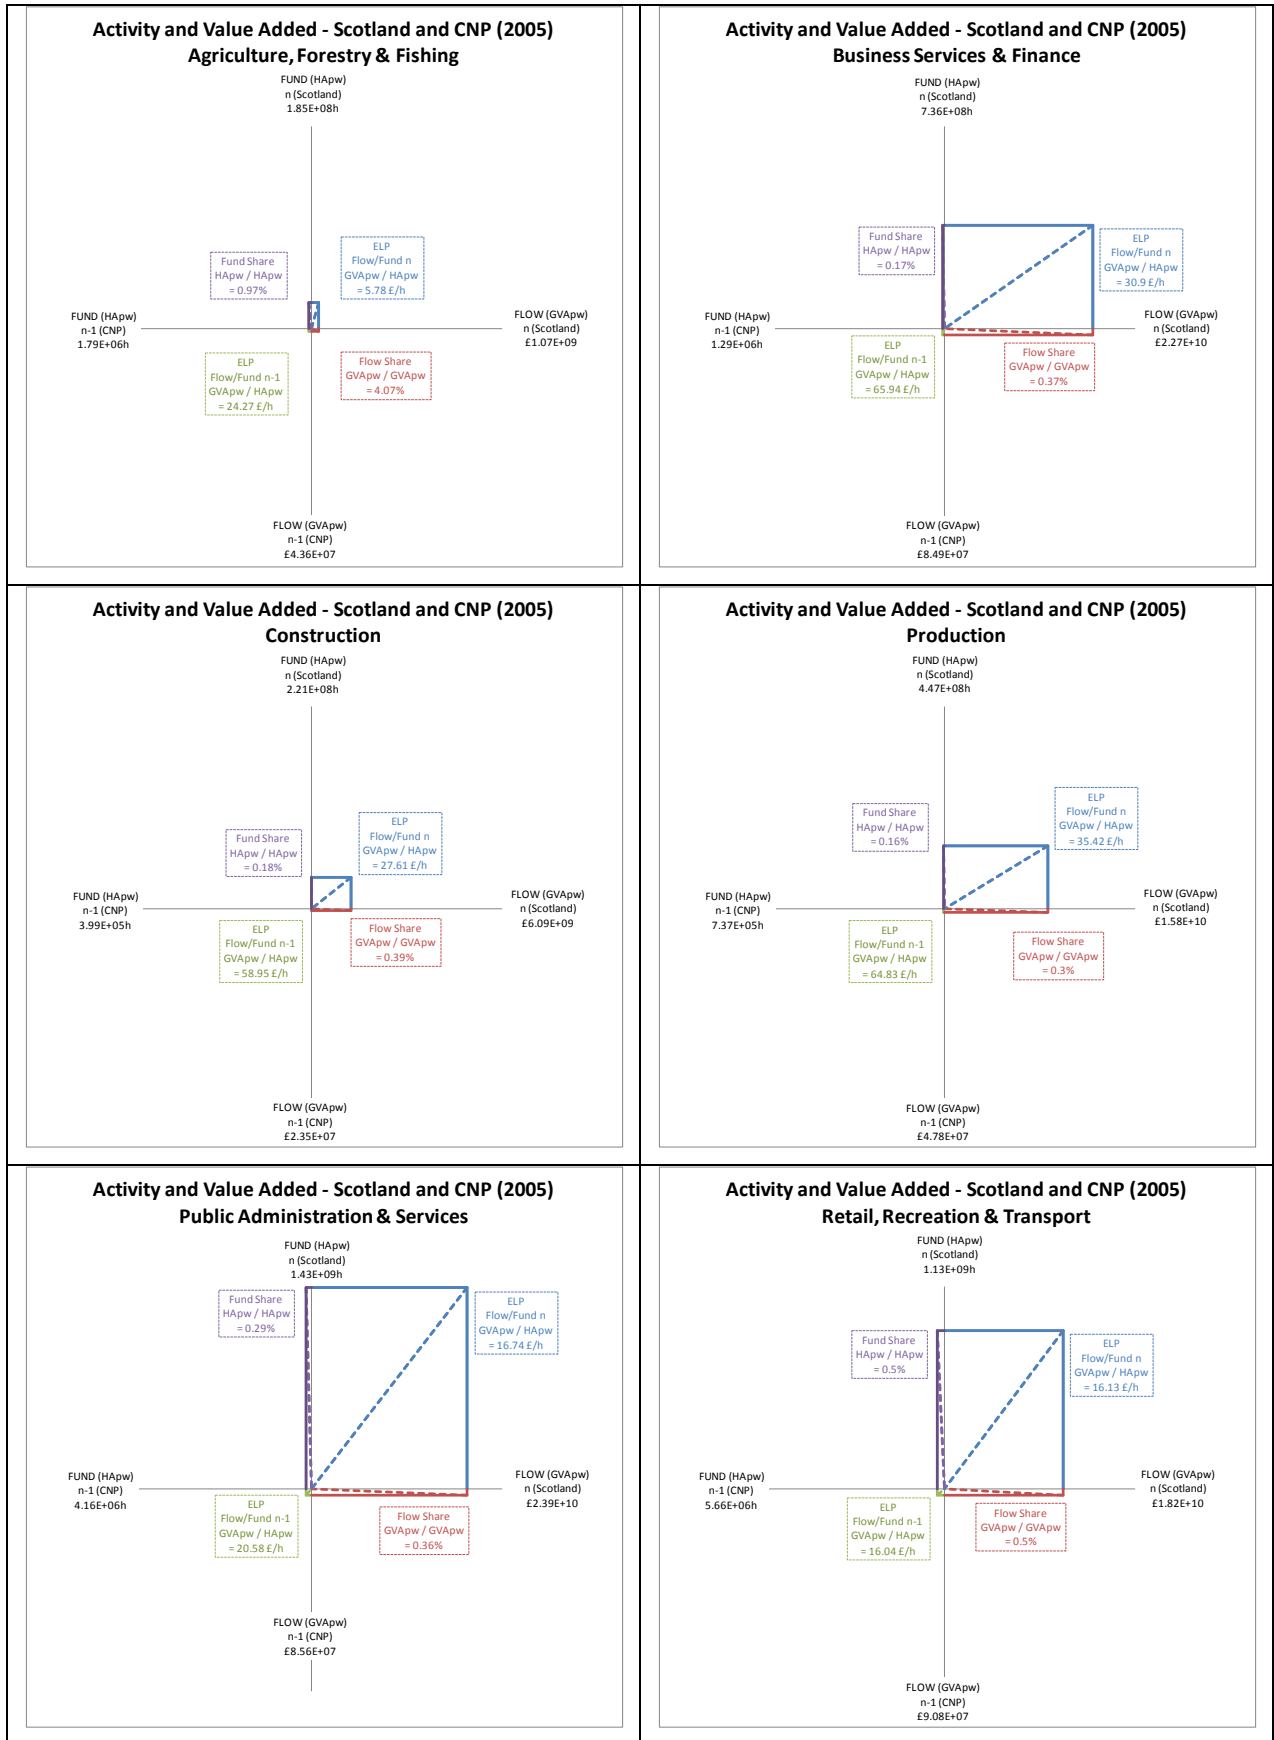 Activity and Value Added - Scotland and CNP (2005)
Agriculture, Forestry & Fishing
FUND (HApw)
n (Scotland)
1.85E+08h
Fund Share
HApw / HApw
= 0.97%
ELP
Flow/Fund n
GVApw / HApw
= 5.78 £/h
FUND (HApw)
n-1 (CNP)
1.79E+06h
FLOW (GVApw)
n (Scotland)
£1.07E+09
ELP
Flow/Fund n-1
GVApw / HApw
= 24.27 £/h
Flow Share
GVApw / GVApw
= 4.07%
FLOW (GVApw)
n-1 (CNP)
£4.36E+07
Activity and Value Added - Scotland and CNP (2005)
Business Services & Finance
FUND (HApw)
n (Scotland)
7.36E+08h
Fund Share
HApw / HApw
= 0.17%
ELP
Flow/Fund n
GVApw / HApw
= 30.9 £/h
FUND (HApw)
n-1 (CNP)
1.29E+06h
FLOW (GVApw)
n (Scotland)
£2.27E+10
ELP
Flow/Fund n-1
GVApw / HApw
= 65.94 £/h
Flow Share
GVApw / GVApw
= 0.37%
FLOW (GVApw)
n-1 (CNP)
£8.49E+07
Activity and Value Added - Scotland and CNP (2005)
Construction
FUND (HApw)
n (Scotland)
2.21E+08h
Fund Share
HApw / HApw
= 0.18%
ELP
Flow/Fund n
GVApw / HApw
= 27.61 £/h
FUND (HApw)
n-1 (CNP)
3.99E+05h
FLOW (GVApw)
n (Scotland)
£6.09E+09
ELP
Flow/Fund n-1
GVApw / HApw
= 58.95 £/h
Flow Share
GVApw / GVApw
= 0.39%
FLOW (GVApw)
n-1 (CNP)
£2.35E+07
Activity and Value Added - Scotland and CNP (2005)
Production
FUND (HApw)
n (Scotland)
4.47E+08h
Fund Share
HApw / HApw
= 0.16%
ELP
Flow/Fund n
GVApw / HApw
= 35.42 £/h
FUND (HApw)
n-1 (CNP)
7.37E+05h
FLOW (GVApw)
n (Scotland)
£1.58E+10
ELP
Flow/Fund n-1
GVApw / HApw
= 64.83 £/h
Flow Share
GVApw / GVApw
= 0.3%
FLOW (GVApw)
n-1 (CNP)
£4.78E+07
Activity and Value Added - Scotland and CNP (2005)
Public Administration & Services
FUND (HApw)
n (Scotland)
1.43E+09h
Fund Share
HApw / HApw
= 0.29%
ELP
Flow/Fund n
GVApw / HApw
= 16.74 £/h
FUND (HApw)
n-1 (CNP)
4.16E+06h
FLOW (GVApw)
n (Scotland)
£2.39E+10
ELP
Flow/Fund n-1
GVApw / HApw
= 20.58 £/h
Flow Share
GVApw / GVApw
= 0.36%
FLOW (GVApw)
n-1 (CNP)
£8.56E+07
Activity and Value Added - Scotland and CNP (2005)
Retail, Recreation & Transport
FUND (HApw)
n (Scotland)
1.13E+09h
Fund Share
HApw / HApw
= 0.5%
ELP
Flow/Fund n
GVApw / HApw
= 16.13 £/h
FUND (HApw)
n-1 (CNP)
5.66E+06h
FLOW (GVApw)
n (Scotland)
£1.82E+10
ELP
Flow/Fund n-1
GVApw / HApw
= 16.04 £/h
Flow Share
GVApw / GVApw
= 0.5%
FLOW (GVApw)
n-1 (CNP)
£9.08E+07